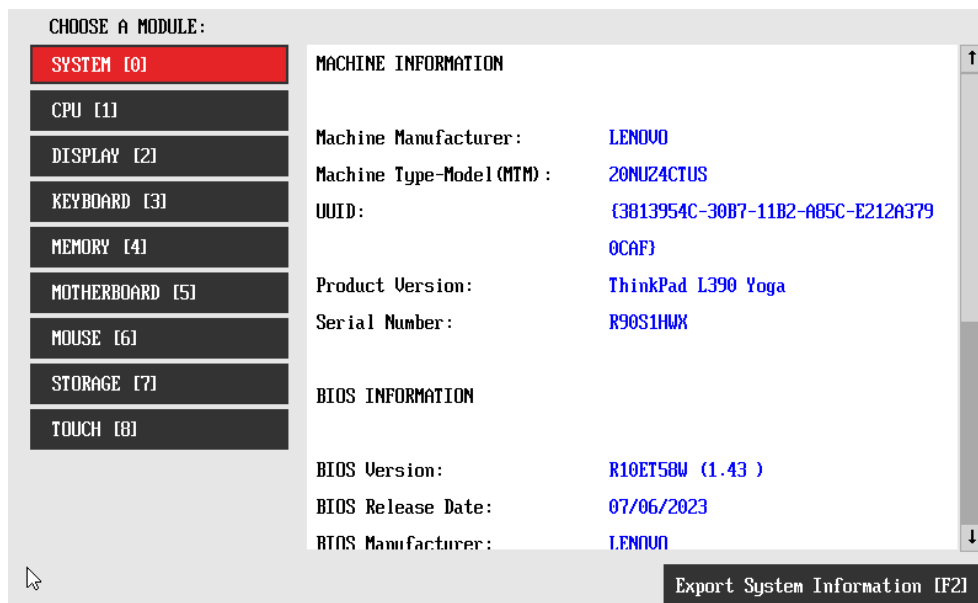 CHOOSE A MODULE:
SYSTEM [0]
CPU [1]
DISPLAY [2]
KEYBOARD [3]
MEMORY [4]
MOTHERBOARD [5]
MOUSE [6]
STORAGE [7]
TOUCH [8]
MACHINE INFORMATION
Machine Manufacturer: LENOVO
Machine Type-Model(MTM): 20NUZ4CTUS
UUID: {3813954C-30B7-11B2-A85C-E212A379
0CAF}
Product Version: ThinkPad L390 Yoga
Serial Number: R90S1HWX
BIOS INFORMATION
BIOS Version: R10ET58W (1.43 )
BIOS Release Date: 07/06/2023
BIOS Manufacturer: LENOVO
Export System Information [F2]